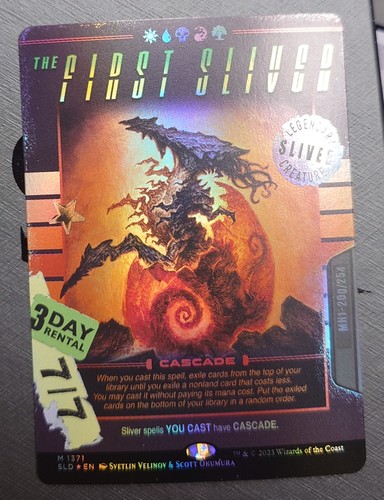 THE FIRST SLIVER
LEGENDARY
SLIVER
CREATURE
MH1-200/254
3 DAY
RENTAL
7/7
CASCADE
When you cast this spell, exile cards from the top of your
library until you exile a nonland card that costs less.
You may cast it without paying its mana cost. Put the exiled
cards on the bottom of your library in a random order.
Sliver spells YOU CAST have CASCADE.
M 1371
SLD ★ EN SVETLIN VELINOV & SCOTT OKUMURA
™ & © 2023 Wizards of the Coast